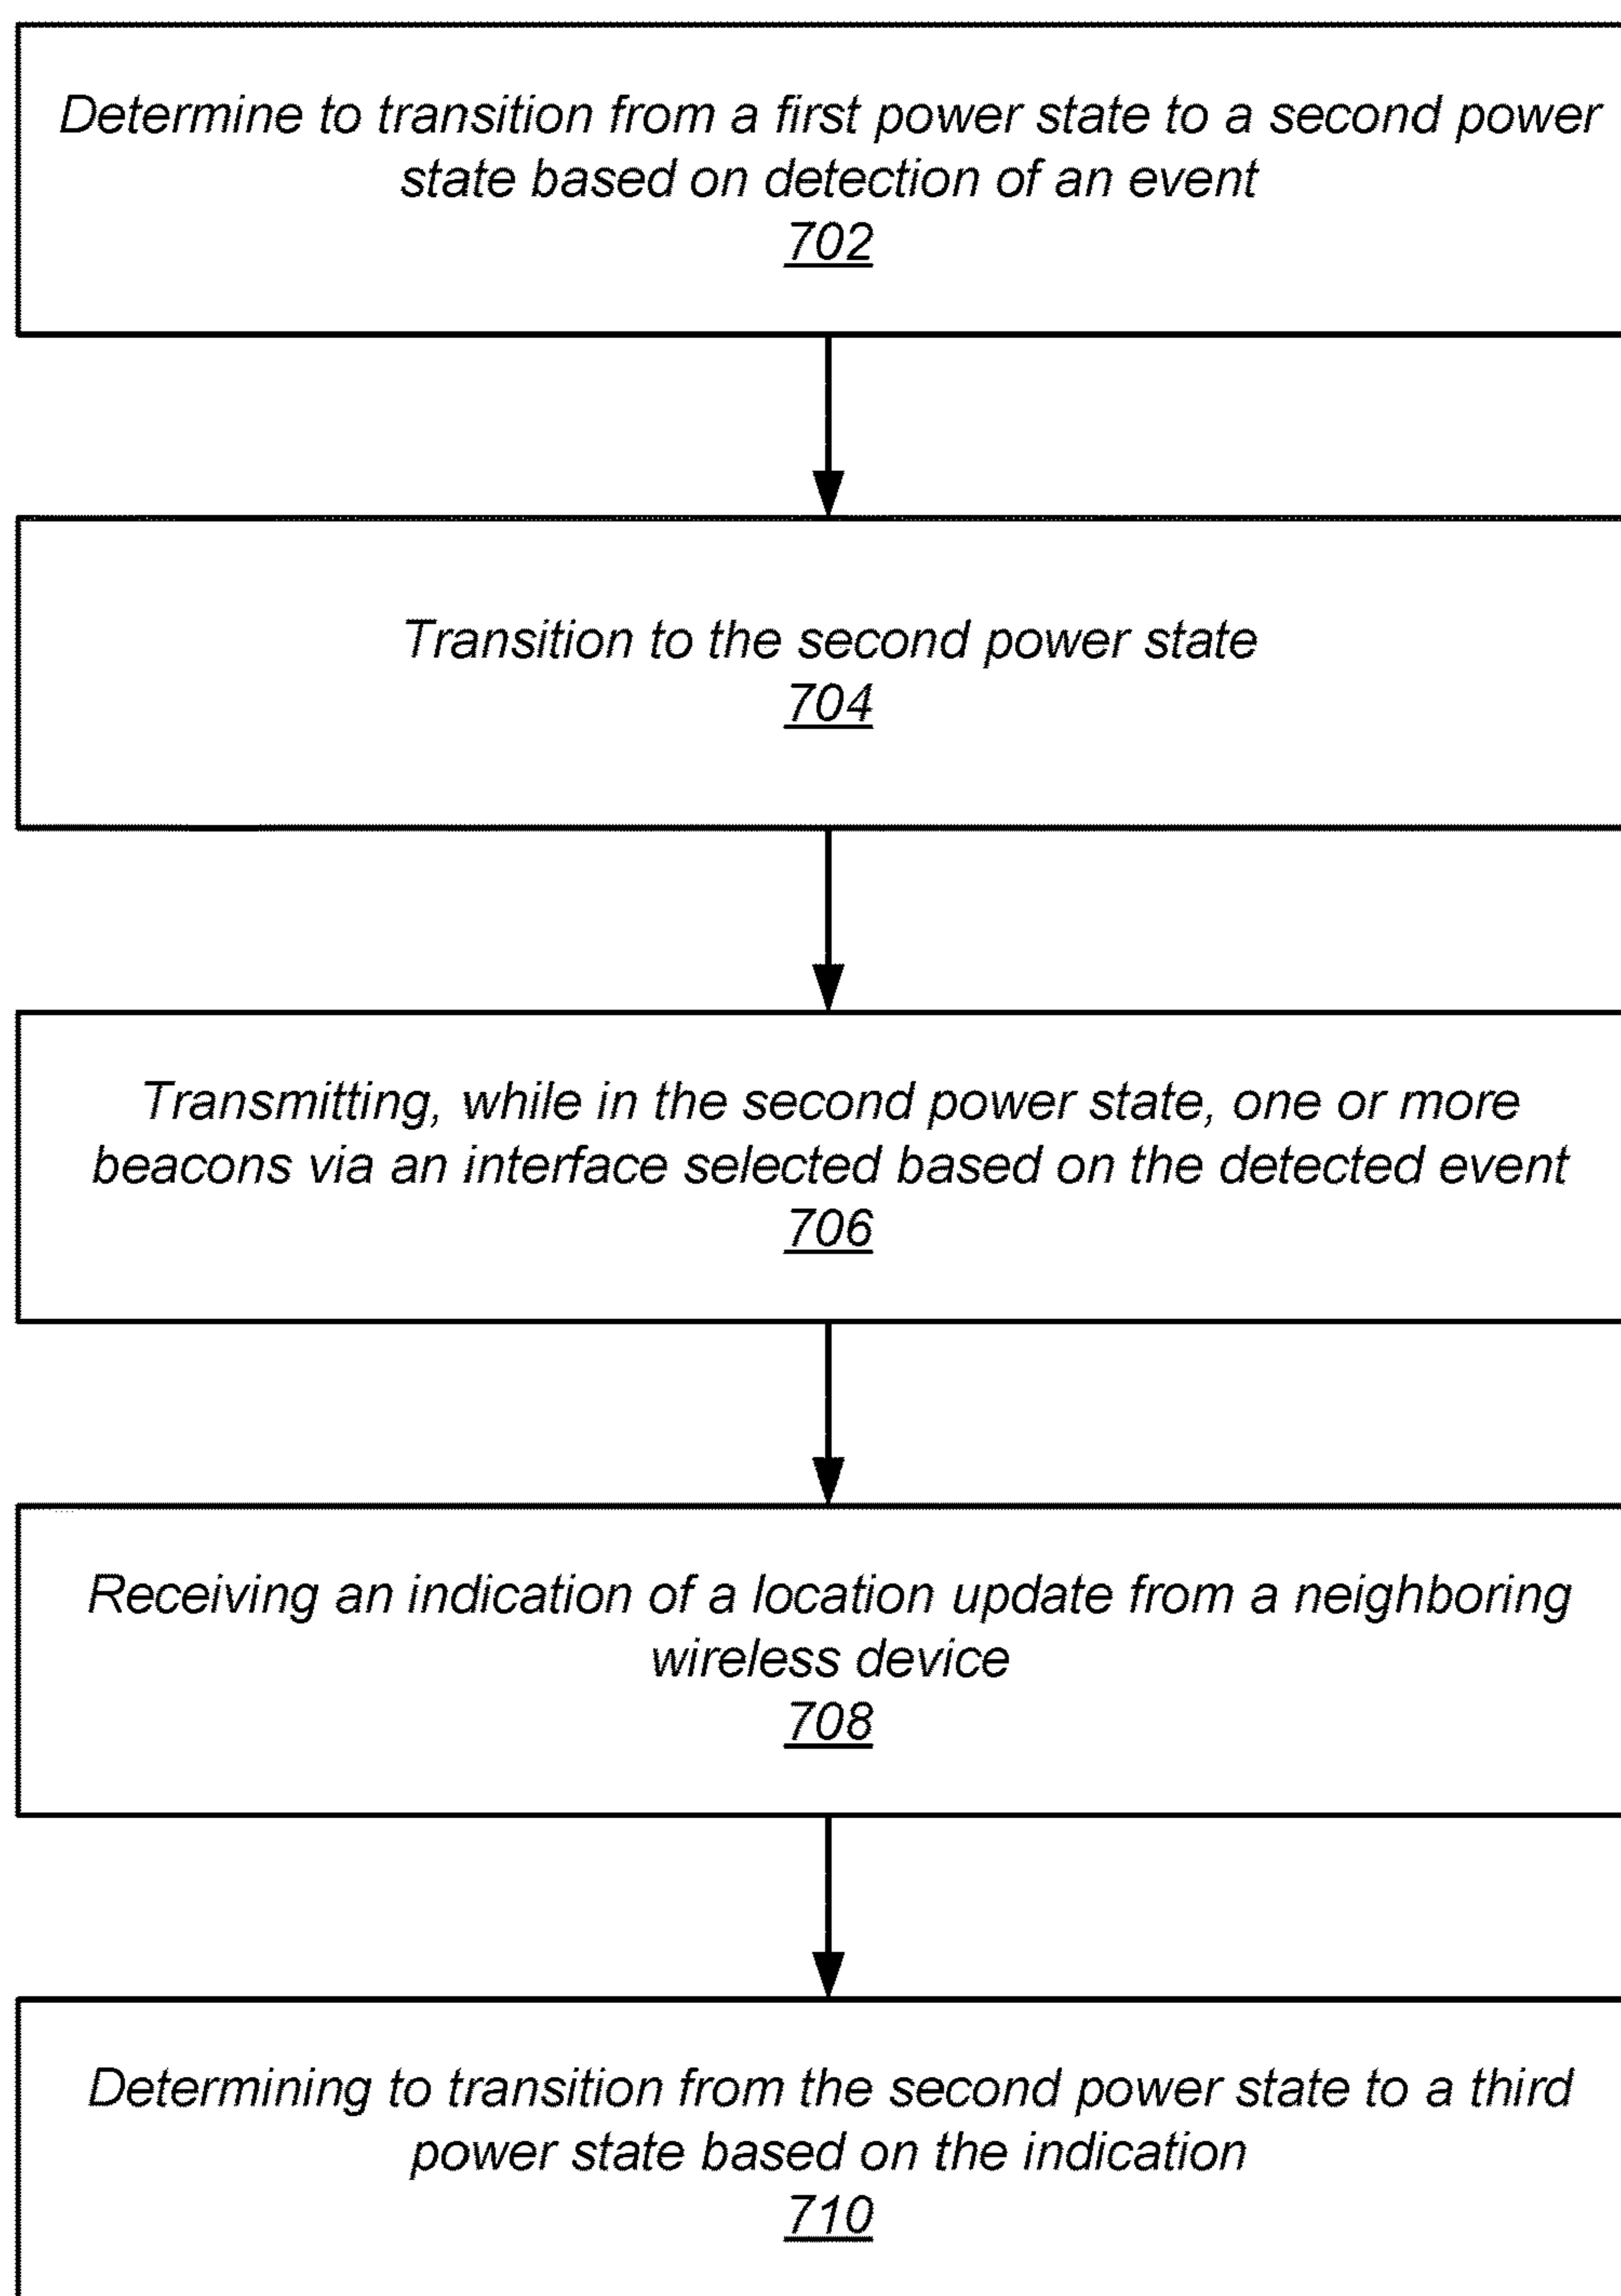 Determine to transition from a first power state to a second power
state based on detection of an event
702
Transition to the second power state
704
Transmitting, while in the second power state, one or more
beacons via an interface selected based on the detected event
706
Receiving an indication of a location update from a neighboring
wireless device
708
Determining to transition from the second power state to a third
power state based on the indication
710